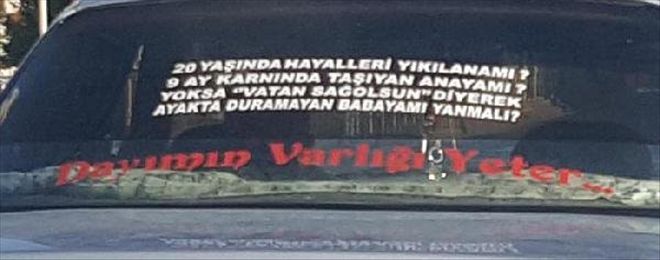 20 YAŞINDA HAYALLERİ YIKILANAMI ?
9 AY KARNINDA TAŞIYAN ANAYAMI ?
YOKSA "VATAN SAĞOLSUN" DİYEREK
AYAKTA DURAMAYAN BABAYAMI YANMALI?
Dayımın Varlığı Yeter...